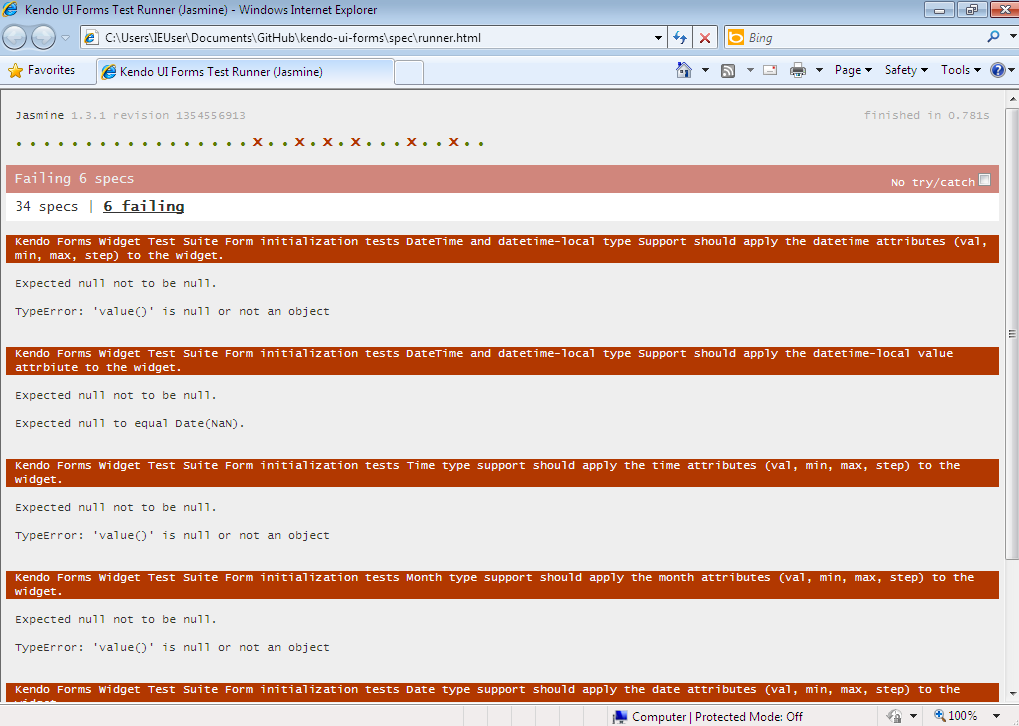 Kendo UI Forms Test Runner (Jasmine) - Windows Internet Explorer
C:\Users\IEUser\Documents\GitHub\kendo-ui-forms\spec\runner.html
Bing
Favorites
Kendo UI Forms Test Runner (Jasmine)
Page
Safety
Tools
Jasmine 1.3.1 revision 1354556913
finished in 0.781s
• • • • • • • • • • • • • • • • • x • • x • x • x • • • x • • x • •
Failing 6 specs
No try/catch
34 specs | 6 failing
Kendo Forms Widget Test Suite Form initialization tests DateTime and datetime-local type Support should apply the datetime attributes (val,
min, max, step) to the widget.
Expected null not to be null.
TypeError: 'value()' is null or not an object
Kendo Forms Widget Test Suite Form initialization tests DateTime and datetime-local type Support should apply the datetime-local value
attrbiute to the widget.
Expected null not to be null.
Expected null to equal Date(NaN).
Kendo Forms Widget Test Suite Form initialization tests Time type support should apply the time attributes (val, min, max, step) to the
widget.
Expected null not to be null.
TypeError: 'value()' is null or not an object
Kendo Forms Widget Test Suite Form initialization tests Month type support should apply the month attributes (val, min, max, step) to the
widget.
Expected null not to be null.
TypeError: 'value()' is null or not an object
Kendo Forms Widget Test Suite Form initialization tests Date type support should apply the date attributes (val, min, max, step) to the
widget.
Computer | Protected Mode: Off
100%